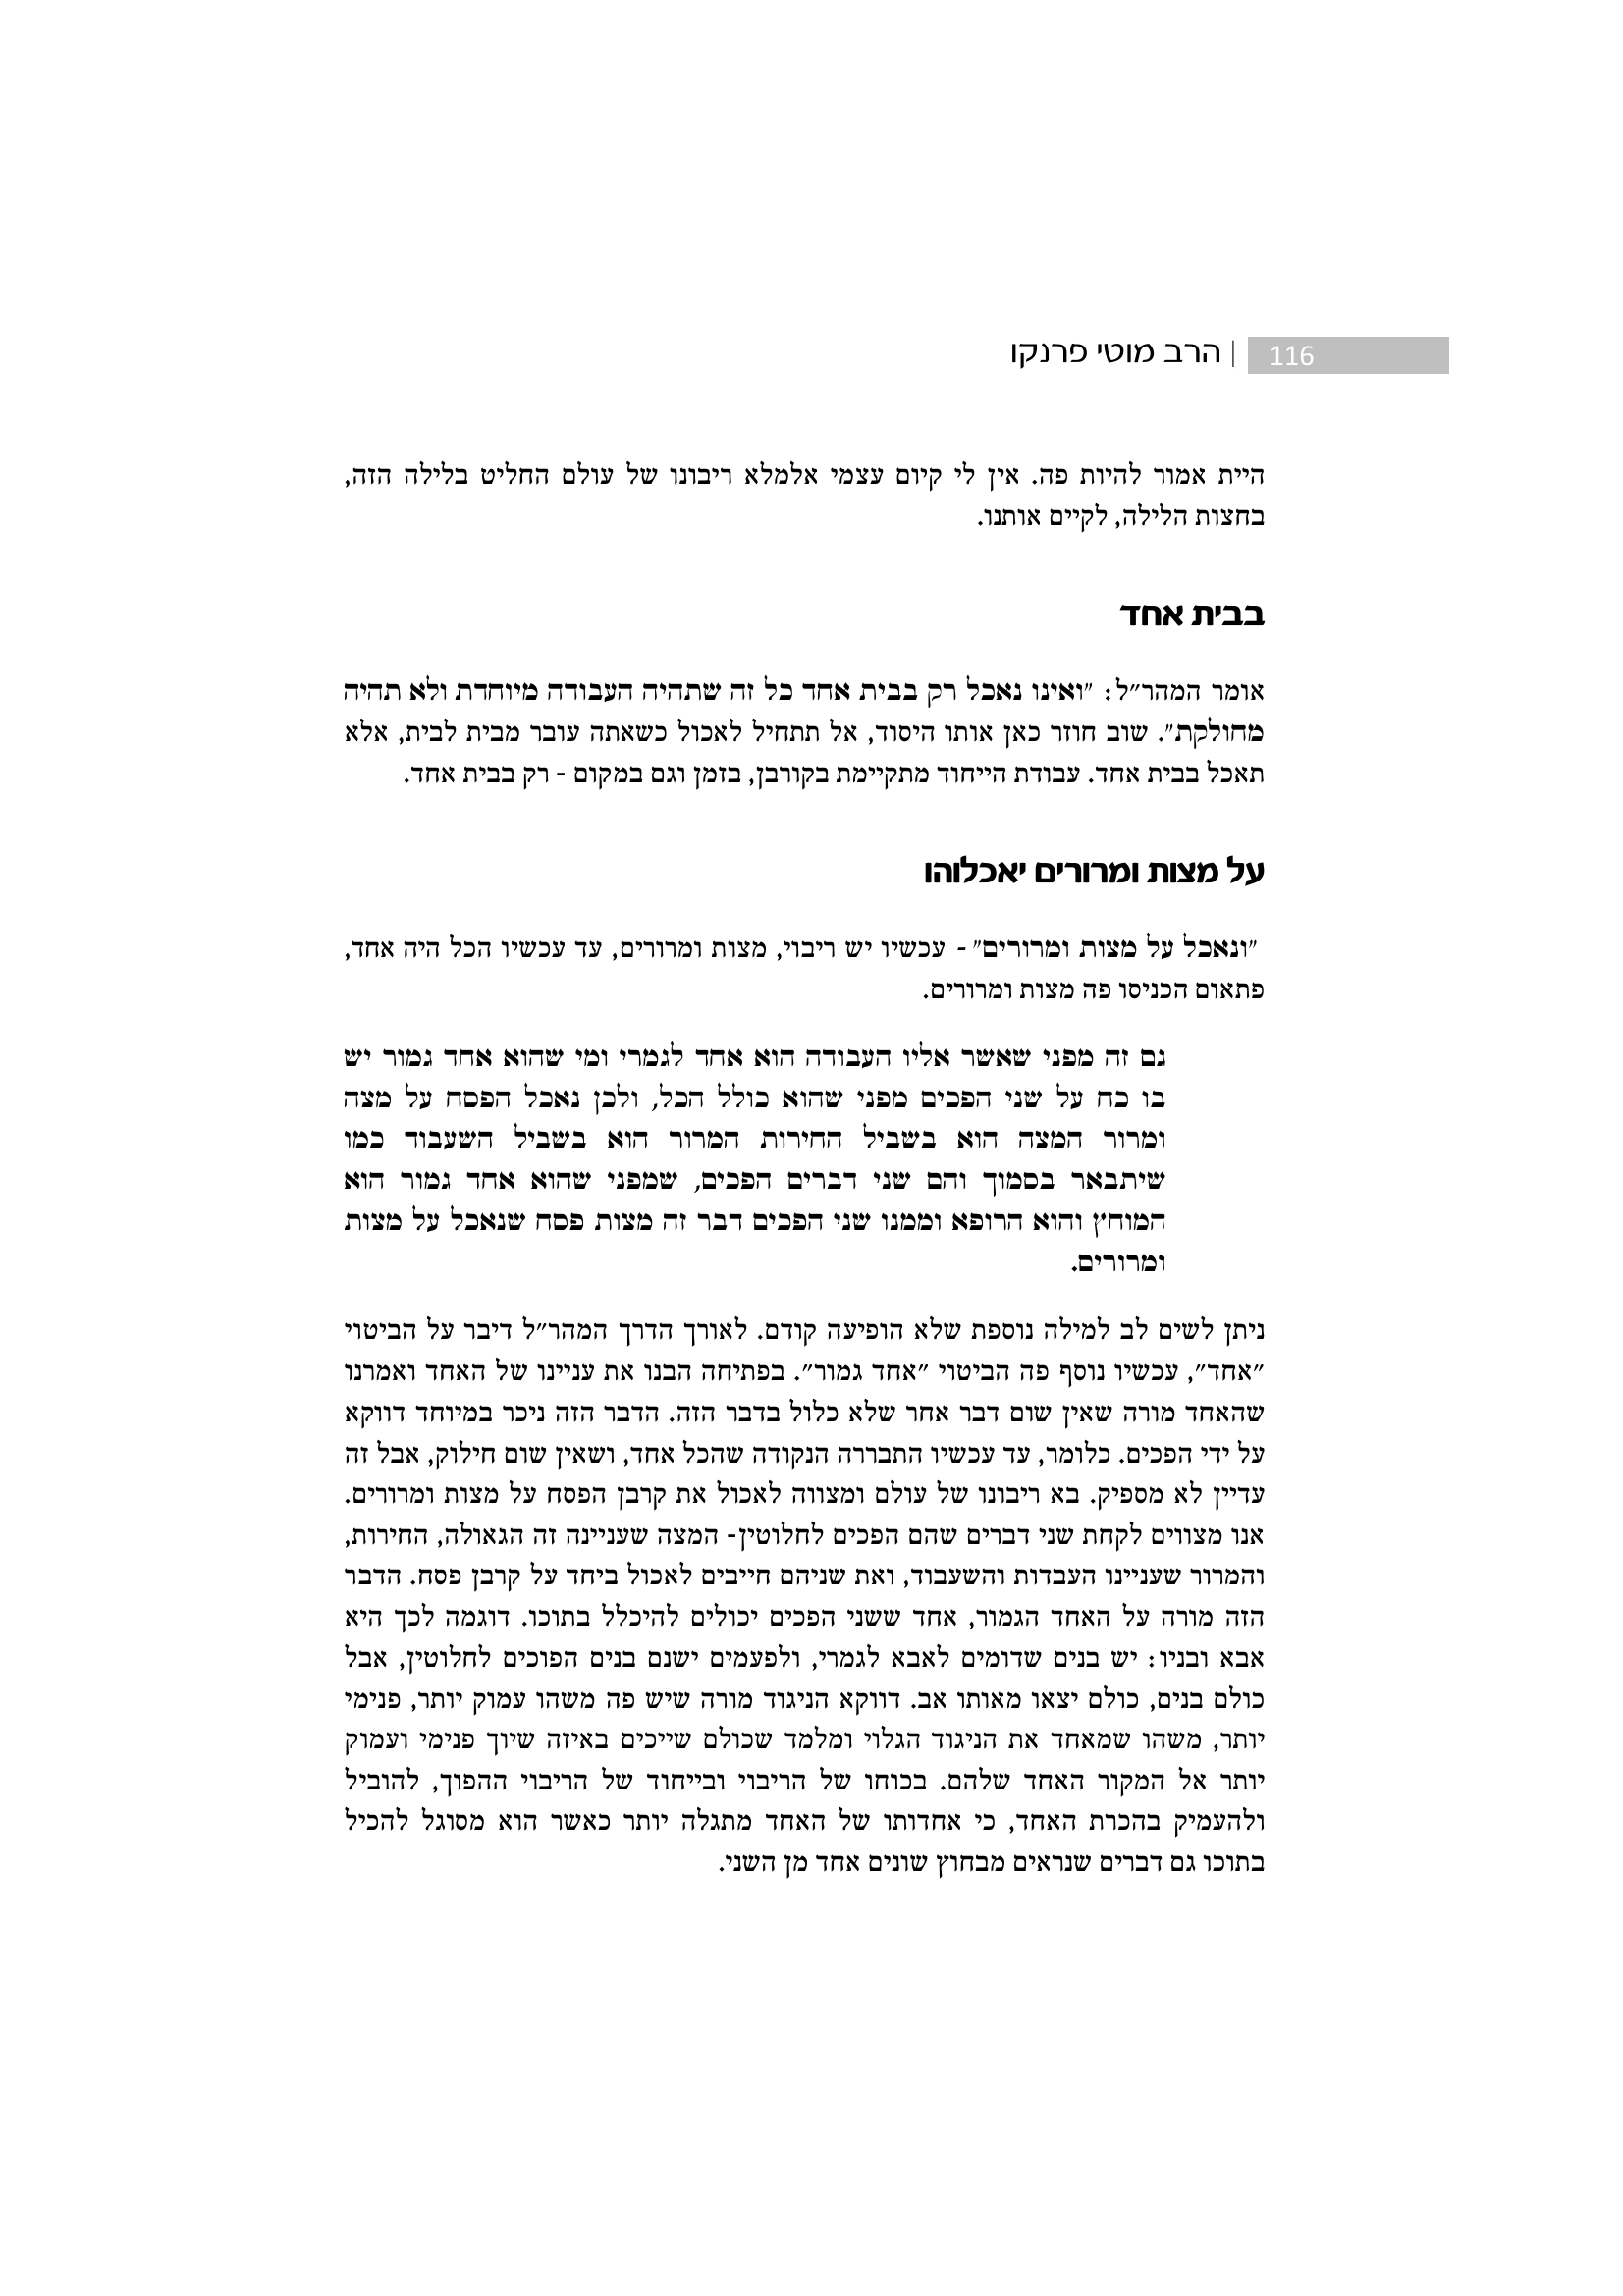 116 | הרב מוטי פרנקו
היית אמור להיות פה. אין לי קיום עצמי אלמלא ריבונו של עולם החליט בלילה הזה,
בחצות הלילה, לקיים אותנו.
בבית אחד
אומר המהר״ל: ״ואינו נאכל רק בבית אחד כל זה שתהיה העבודה מיוחדת ולא תהיה
מחולקת״. שוב חוזר כאן אותו היסוד, אל תתחיל לאכול כשאתה עובר מבית לבית, אלא
תאכל בבית אחד. עבודת הייחוד מתקיימת בקורבן, בזמן וגם במקום - רק בבית אחד.
על מצות ומרורים יאכלוהו
״ונאכל על מצות ומרורים״ - עכשיו יש ריבוי, מצות ומרורים, עד עכשיו הכל היה אחד,
פתאום הכניסו פה מצות ומרורים.
גם זה מפני שאשר אליו העבודה הוא אחד לגמרי ומי שהוא אחד גמור יש
בו כח על שני הפכים מפני שהוא כולל הכל, ולכן נאכל הפסח על מצה
ומרור המצה הוא בשביל החירות המרור הוא בשביל השעבוד כמו
שיתבאר בסמוך והם שני דברים הפכים, שמפני שהוא אחד גמור הוא
המוחץ והוא הרופא וממנו שני הפכים דבר זה מצות פסח שנאכל על מצות
ומרורים.
ניתן לשים לב למילה נוספת שלא הופיעה קודם. לאורך הדרך המהר״ל דיבר על הביטוי
״אחד״, עכשיו נוסף פה הביטוי ״אחד גמור״. בפתיחה הבנו את עניינו של האחד ואמרנו
שהאחד מורה שאין שום דבר אחר שלא כלול בדבר הזה. הדבר הזה ניכר במיוחד דווקא
על ידי הפכים. כלומר, עד עכשיו התבררה הנקודה שהכל אחד, ושאין שום חילוק, אבל זה
עדיין לא מספיק. בא ריבונו של עולם ומצווה לאכול את קרבן הפסח על מצות ומרורים.
אנו מצווים לקחת שני דברים שהם הפכים לחלוטין- המצה שעניינה זה הגאולה, החירות,
והמרור שעניינו העבדות והשעבוד, ואת שניהם חייבים לאכול ביחד על קרבן פסח. הדבר
הזה מורה על האחד הגמור, אחד ששני הפכים יכולים להיכלל בתוכו. דוגמה לכך היא
אבא ובניו: יש בנים שדומים לאבא לגמרי, ולפעמים ישנם בנים הפוכים לחלוטין, אבל
כולם בנים, כולם יצאו מאותו אב. דווקא הניגוד מורה שיש פה משהו עמוק יותר, פנימי
יותר, משהו שמאחד את הניגוד הגלוי ומלמד שכולם שייכים באיזה שיוך פנימי ועמוק
יותר אל המקור האחד שלהם. בכוחו של הריבוי ובייחוד של הריבוי ההפוך, להוביל
ולהעמיק בהכרת האחד, כי אחדותו של האחד מתגלה יותר כאשר הוא מסוגל להכיל
בתוכו גם דברים שנראים מבחוץ שונים אחד מן השני.